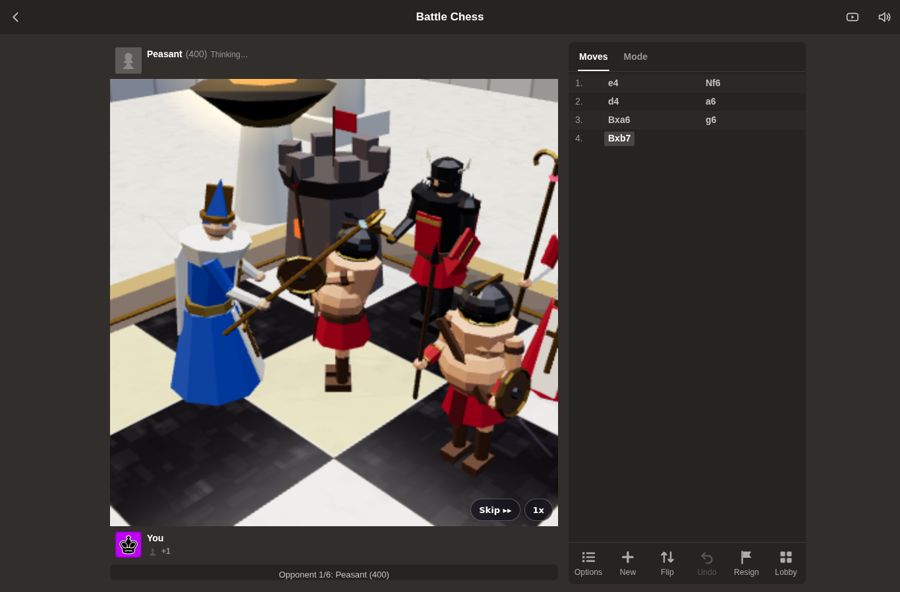 Battle Chess
Peasant (400) Thinking...
Moves Mode
1. e4 Nf6
2. d4 a6
3. Bxa6 g6
4. Bxb7
Skip ▸▸ 1x
You
+1
Opponent 1/6: Peasant (400)
Options New Flip Undo Resign Lobby